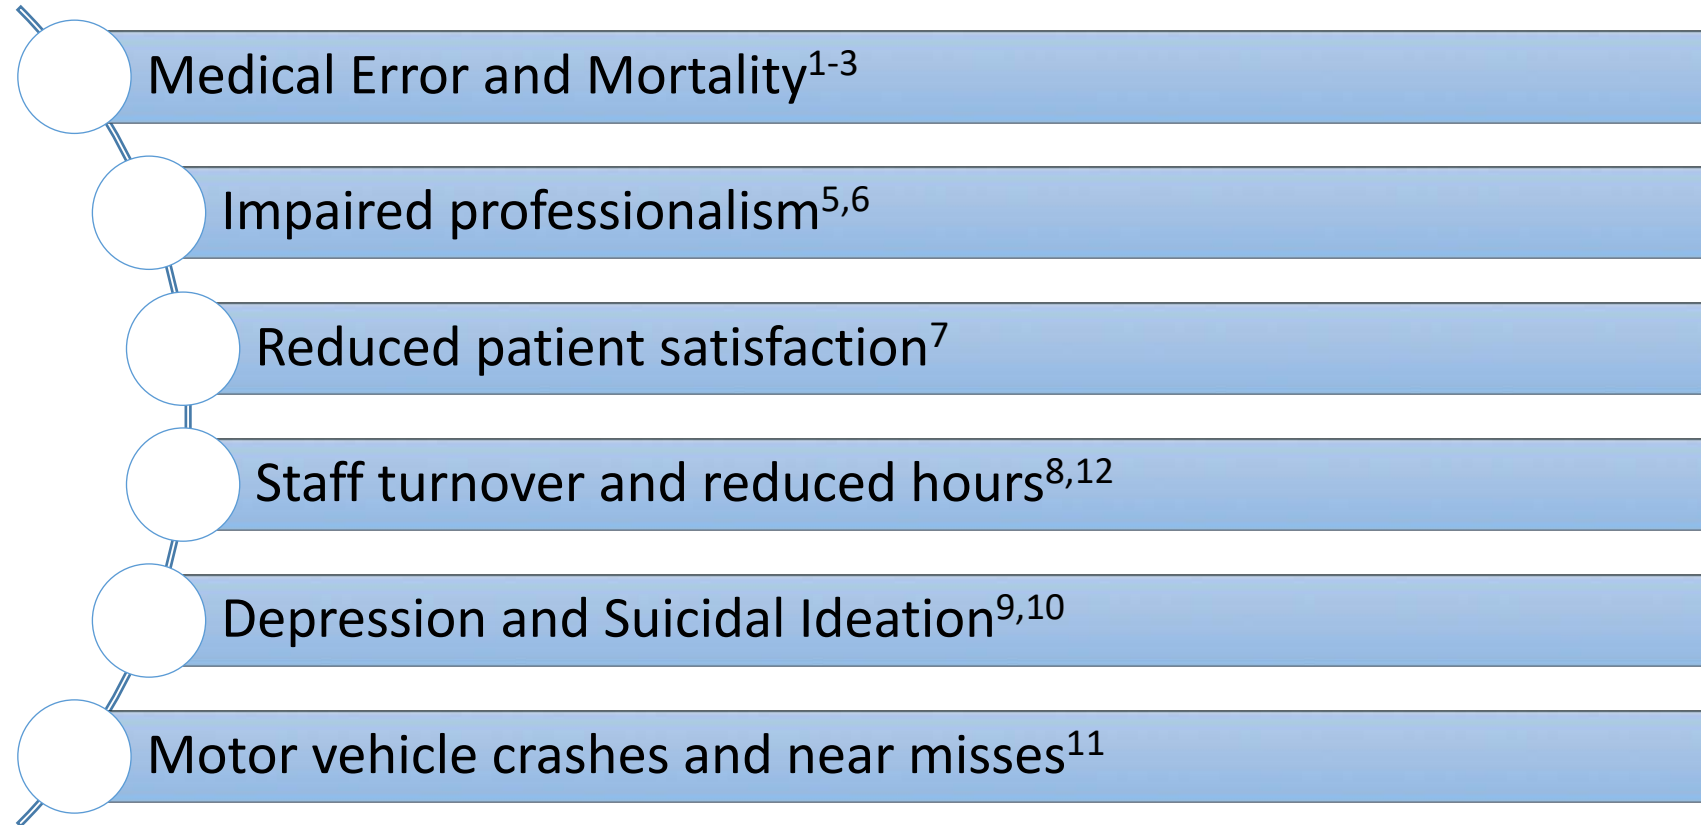 Medical Error and Mortality1-3
Impaired professionalism5,6
Reduced patient satisfaction7
Staff turnover and reduced hours8,12
Depression and Suicidal Ideation9,10
Motor vehicle crashes and near misses11